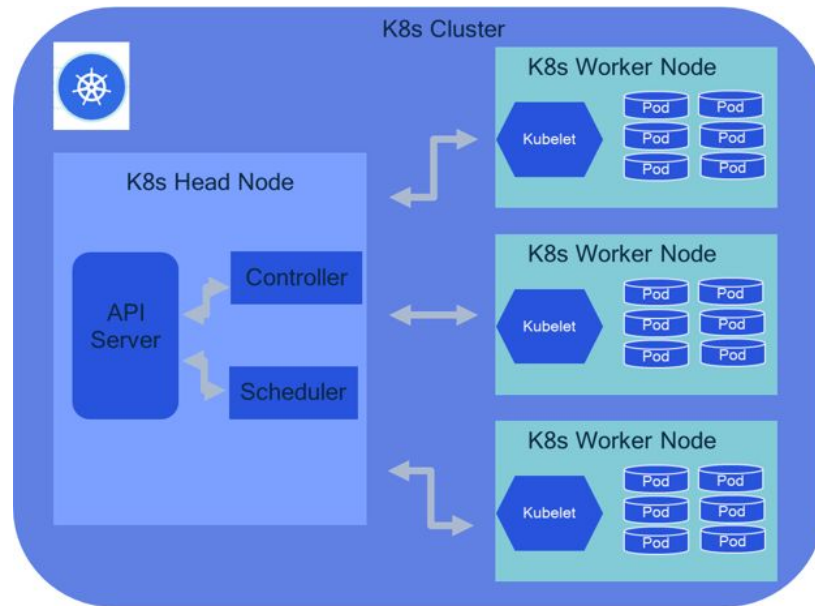 K8s Cluster
K8s Head Node
API
Server
Controller
Scheduler
K8s Worker Node
Kubelet
Pod Pod
Pod Pod
Pod Pod
K8s Worker Node
Kubelet
Pod Pod
Pod Pod
Pod Pod
K8s Worker Node
Kubelet
Pod Pod
Pod Pod
Pod Pod